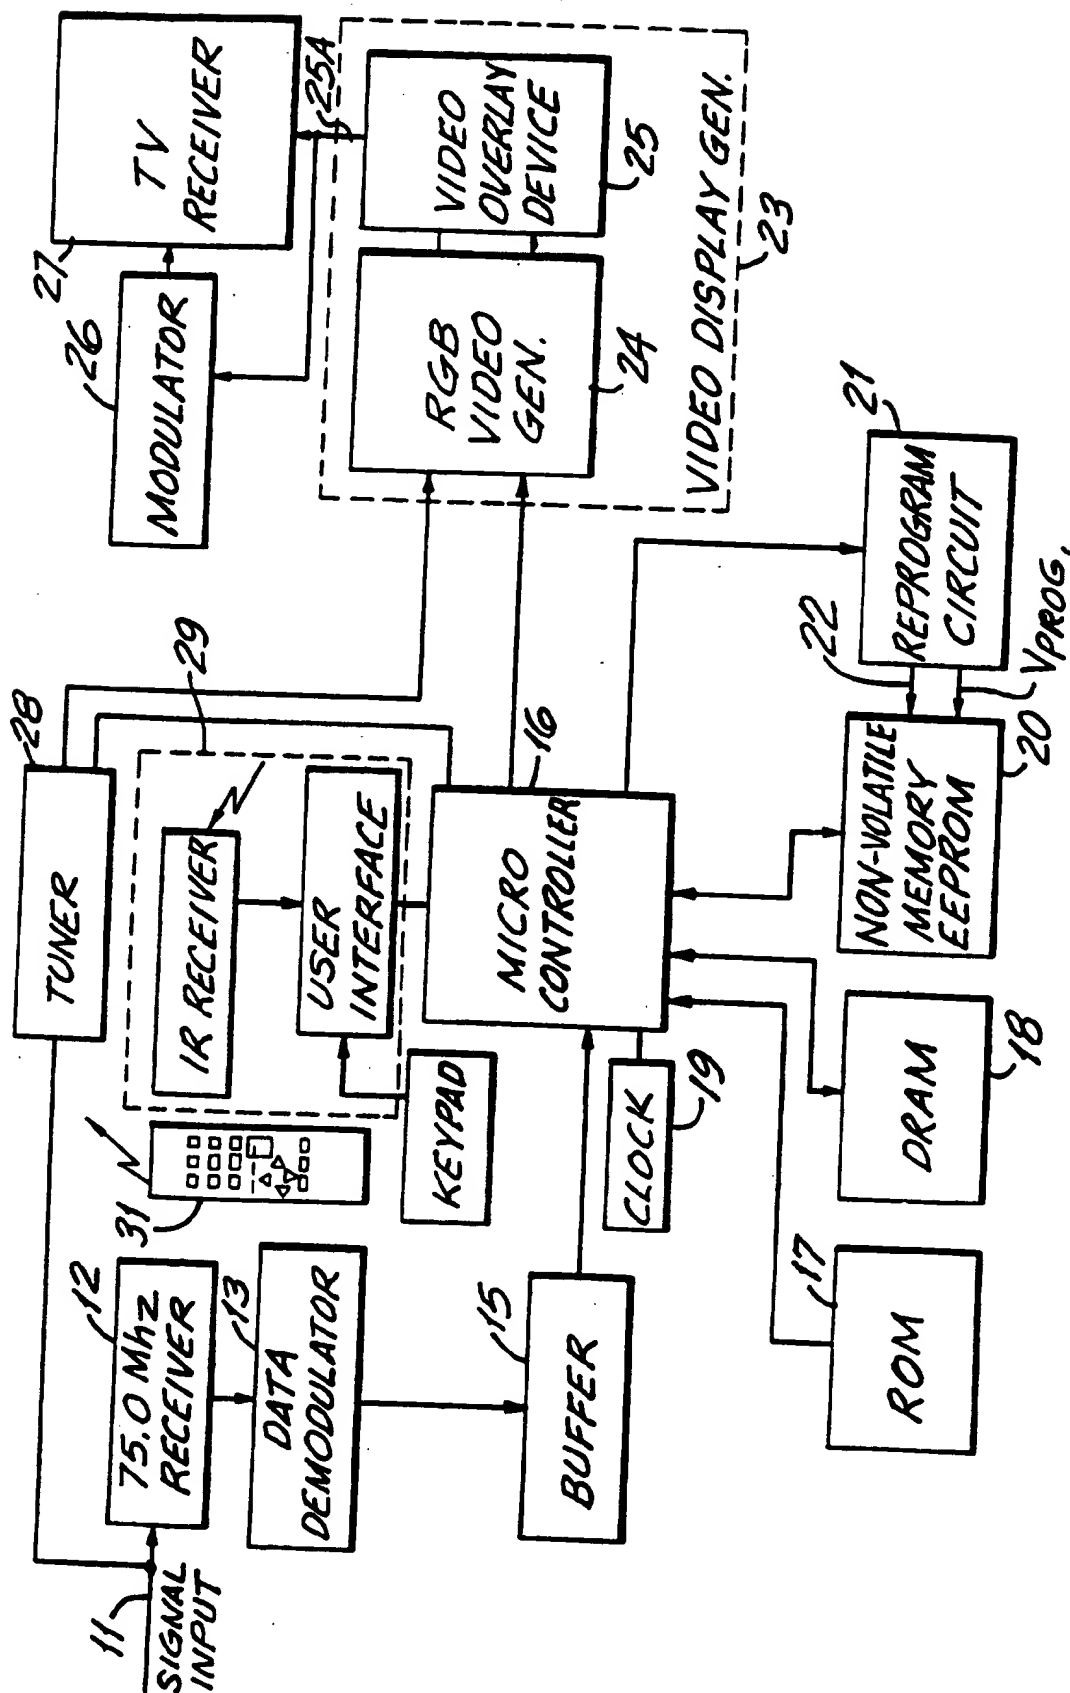 11
SIGNAL
INPUT
12
75.0 Mhz
RECEIVER
13
DATA
DEMODULATOR
15
BUFFER
31
28
TUNER
29
IR RECEIVER
USER
INTERFACE
KEYPAD
16
MICRO
CONTROLLER
CLOCK
19
17
ROM
DRAM
18
NON-VOLATILE
MEMORY
EEPROM
20
22
VPROG.
21
REPROGRAM
CIRCUIT
26
MODULATOR
27
TV
RECEIVER
25A
RGB
VIDEO
GEN.
24
VIDEO
OVERLAY
DEVICE
25
VIDEO DISPLAY GEN.
23